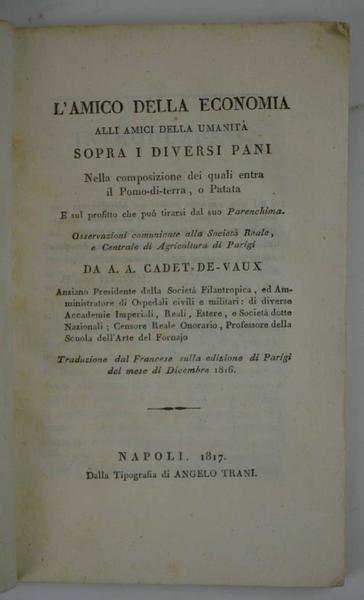 L'AMICO DELLA ECONOMIA
ALLI AMICI DELLA UMANITÀ
SOPRA I DIVERSI PANI
Nella composizione dei quali entra
il Pomo-di-terra, o Patata
E sul profitto che può tirarsi dal suo Parenchima.
Osservazioni comunicate alla Società Reale,
e Centrale di Agricoltura di Parigi
DA A. A. CADET-DE-VAUX
Anziano Presidente della Società Filantropica, ed Am-
ministratore di Ospedali civili e militari: di diverse
Accademie Imperiali, Reali, Estere, e Società dotte
Nazionali; Censore Reale Onorario, Professore della
Scuola dell'Arte del Fornajo
Traduzione dal Francese sulla edizione di Parigi
del mese di Dicembre 1816.
NAPOLI. 1817.
Dalla Tipografia di ANGELO TRANI.